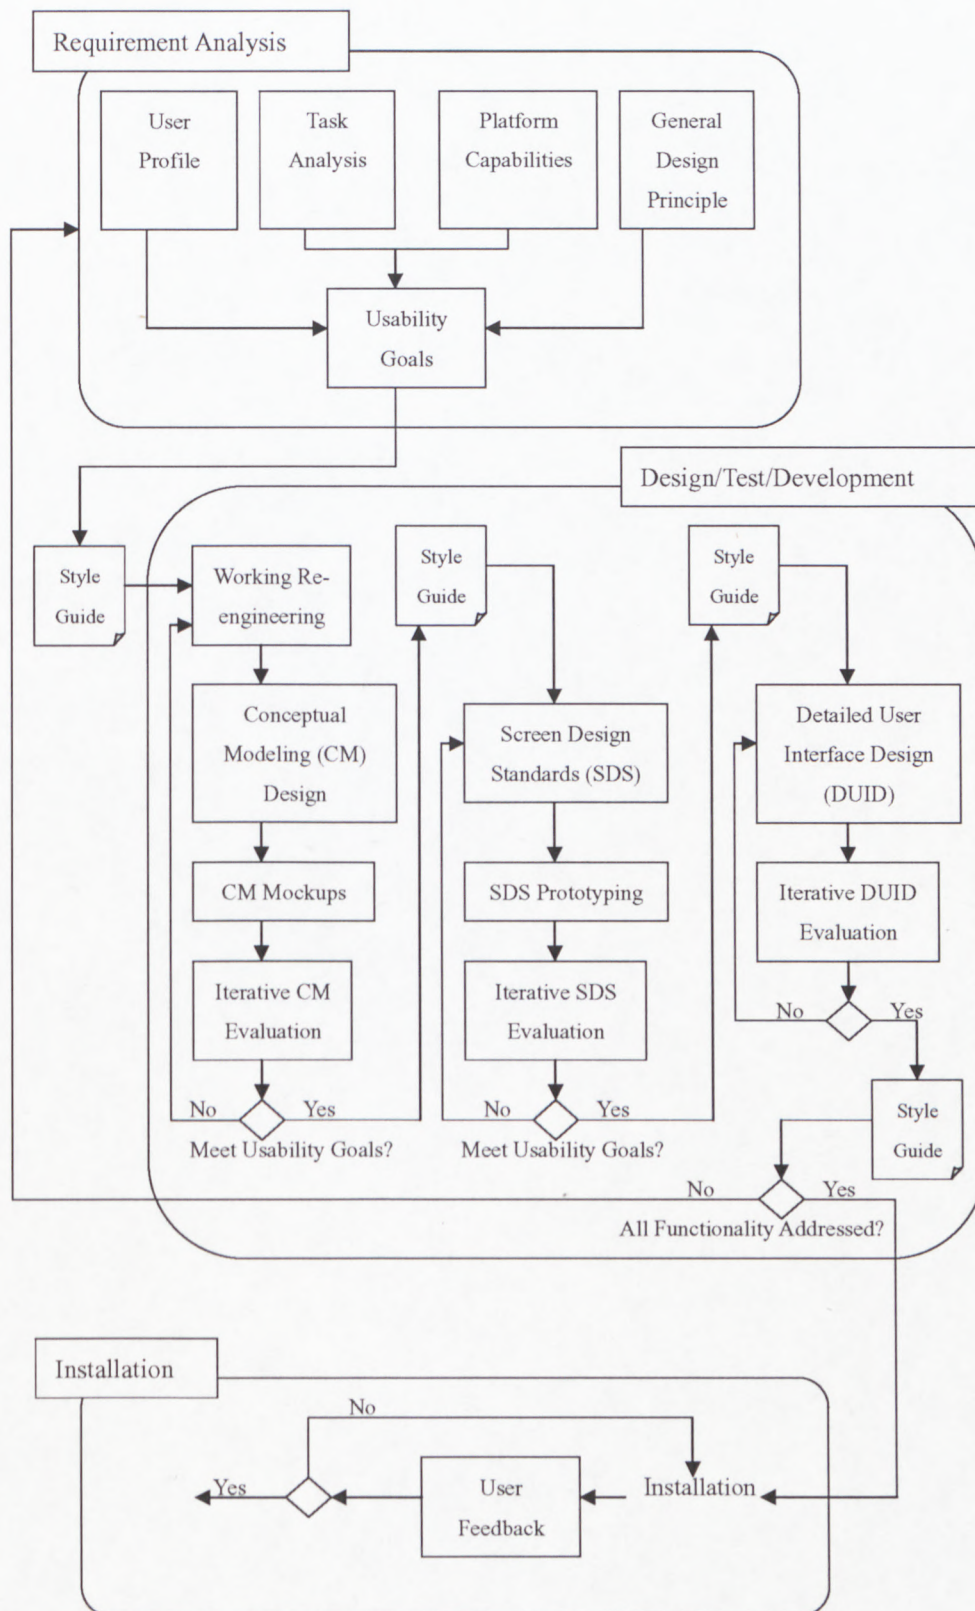 Requirement Analysis
User
Profile
Task
Analysis
Platform
Capabilities
General
Design
Principle
Usability
Goals
Design/Test/Development
Style
Guide
Working Re-
engineering
Conceptual
Modeling (CM)
Design
CM Mockups
Iterative CM
Evaluation
No
Yes
Meet Usability Goals?
Style
Guide
Screen Design
Standards (SDS)
SDS Prototyping
Iterative SDS
Evaluation
No
Yes
Meet Usability Goals?
Style
Guide
Detailed User
Interface Design
(DUID)
Iterative DUID
Evaluation
No
Yes
Style
Guide
No
Yes
All Functionality Addressed?
Installation
No
Yes
User
Feedback
Installation